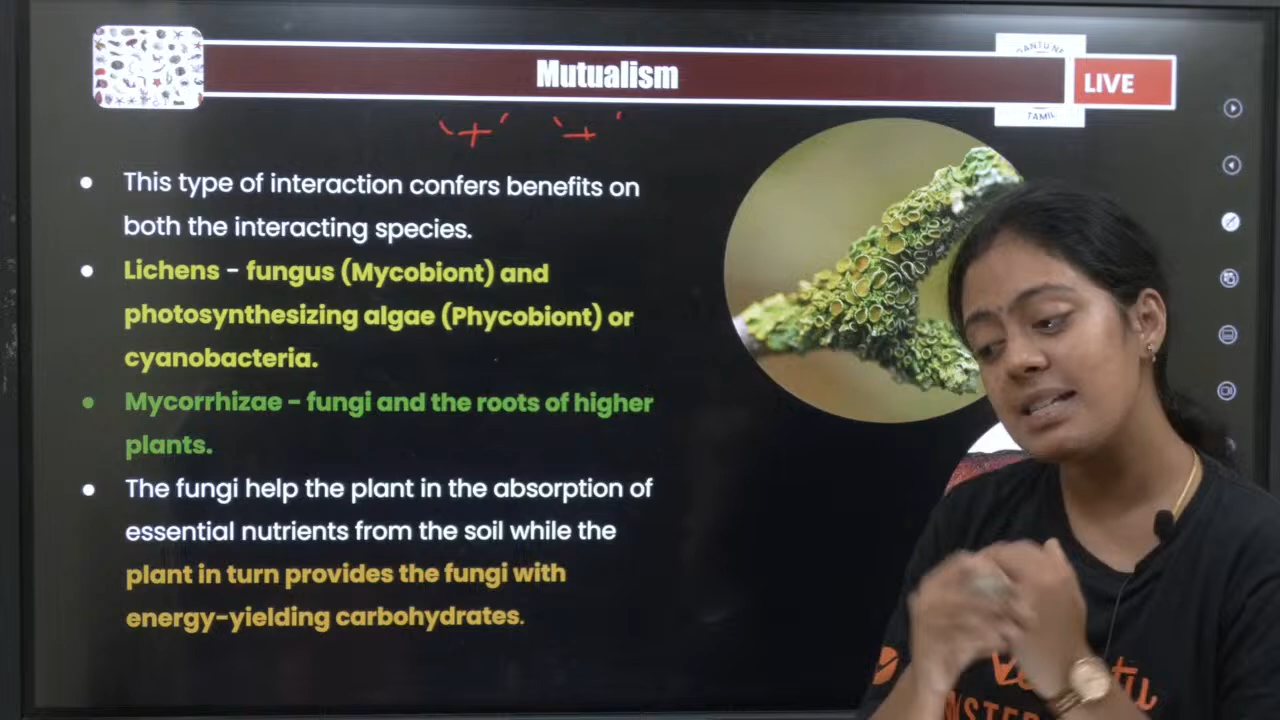 Mutualism
LIVE
TAMIL
'+' '+'
This type of interaction confers benefits on
both the interacting species.
Lichens - fungus (Mycobiont) and
photosynthesizing algae (Phycobiont) or
cyanobacteria.
Mycorrhizae - fungi and the roots of higher
plants.
The fungi help the plant in the absorption of
essential nutrients from the soil while the
plant in turn provides the fungi with
energy-yielding carbohydrates.